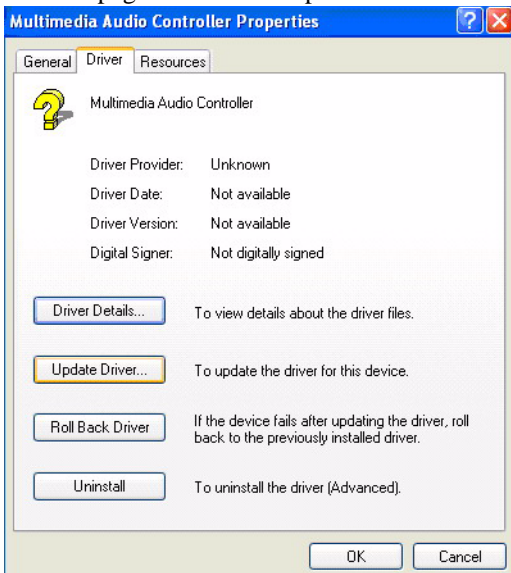 Multimedia Audio Controller Properties
General Driver Resources
Multimedia Audio Controller
Driver Provider: Unknown
Driver Date: Not available
Driver Version: Not available
Digital Signer: Not digitally signed
Driver Details... To view details about the driver files.
Update Driver... To update the driver for this device.
Roll Back Driver If the device fails after updating the driver, roll
back to the previously installed driver.
Uninstall To uninstall the driver (Advanced).
OK Cancel